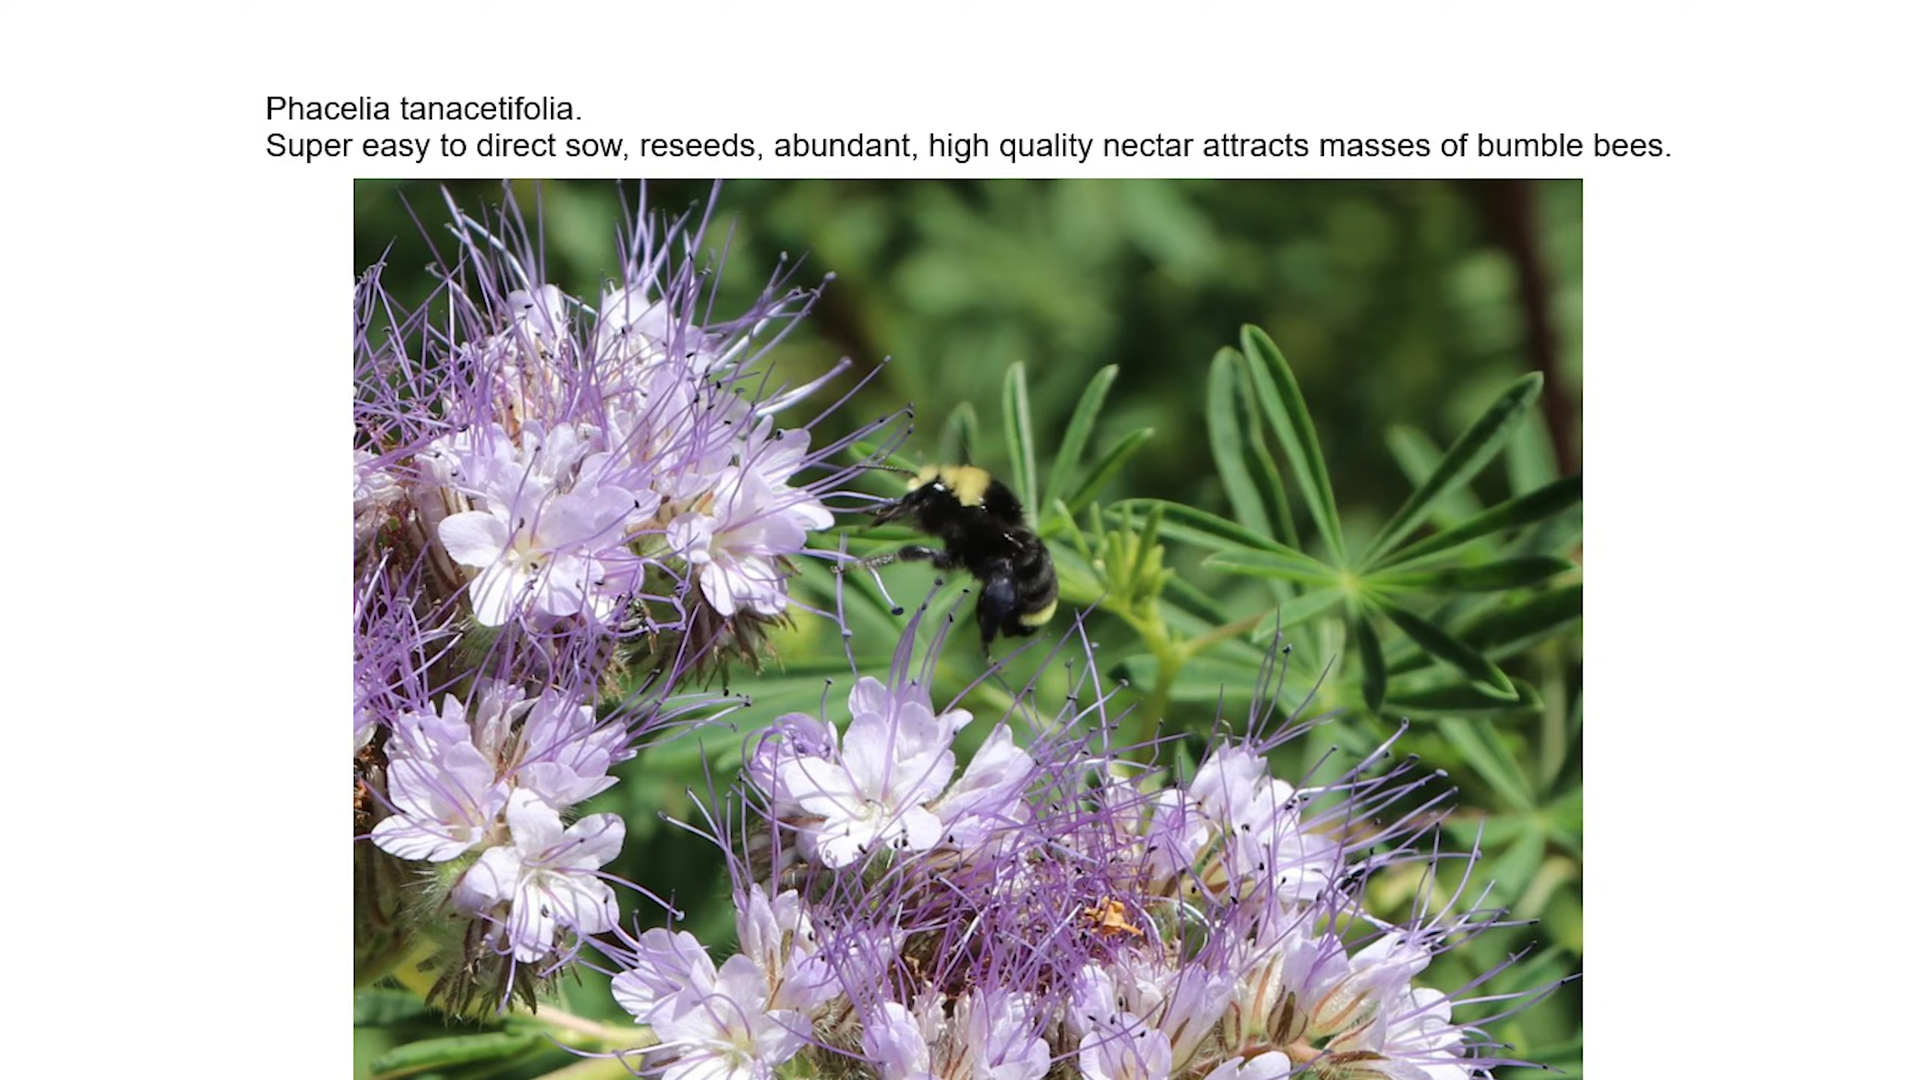 Phacelia tanacetifolia.
Super easy to direct sow, reseeds, abundant, high quality nectar attracts masses of bumble bees.